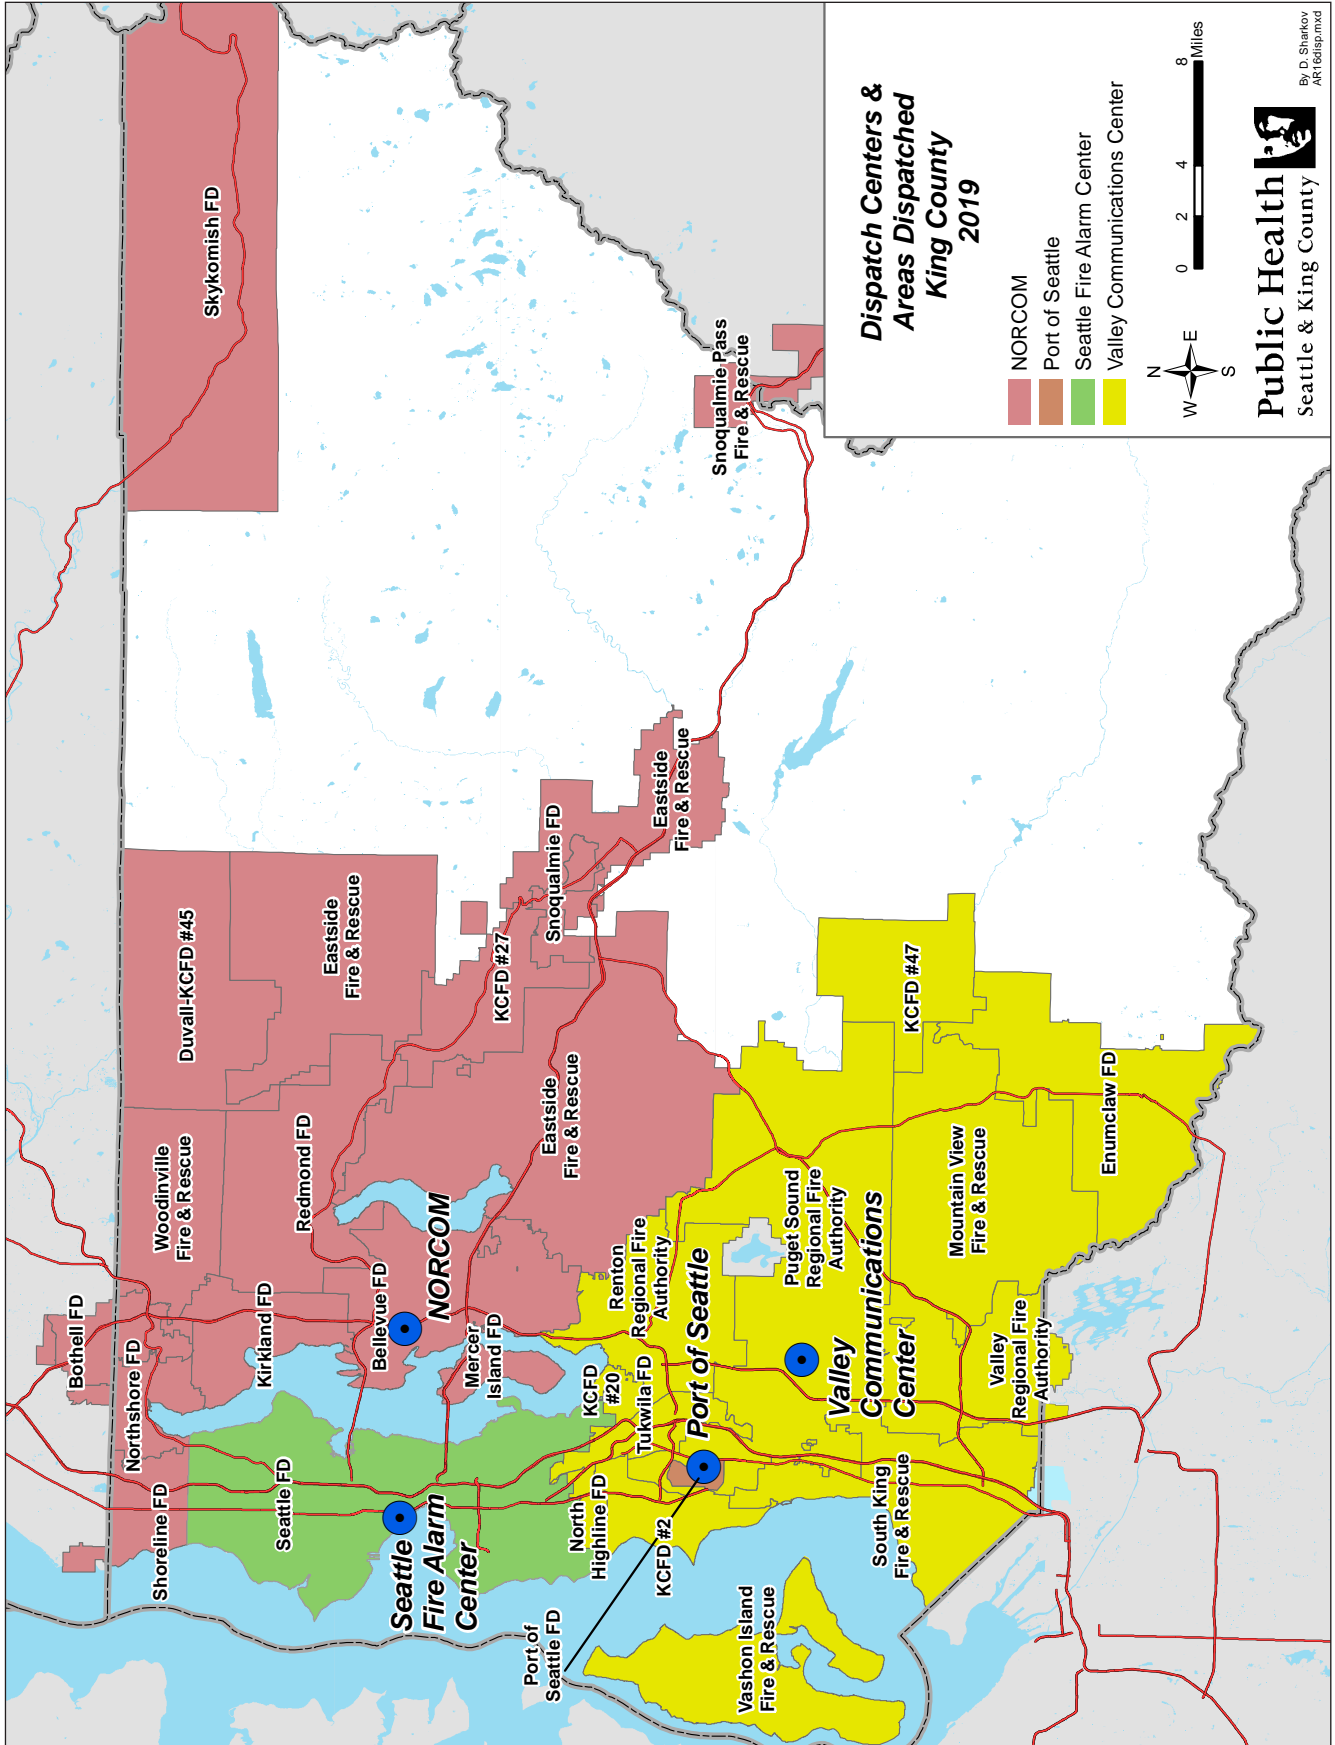 Dispatch Centers &
Areas Dispatched
King County
2019
NORCOM
Port of Seattle
Seattle Fire Alarm Center
Valley Communications Center
N
W
E
S
0
2
4
8
Miles
Public Health
Seattle & King County
By D. Sharkov
AR16disp.mxd
Skykomish FD
Snoqualmie Pass
Fire & Rescue
Duvall-KCFD #45
Eastside
Fire & Rescue
KCFD #27
Snoqualmie FD
Eastside
Fire & Rescue
Woodinville
Fire & Rescue
Redmond FD
Eastside
Fire & Rescue
Bothell FD
Northshore FD
Kirkland FD
Bellevue FD
NORCOM
Mercer
Island FD
Shoreline FD
Seattle FD
Seattle
Fire Alarm
Center
Renton
Regional Fire
Authority
KCFD
#20
Tukwila FD
Port of Seattle
North
Highline FD
KCFD #2
Port of
Seattle FD
Puget Sound
Regional Fire
Authority
Valley
Communications
Center
KCFD #47
Mountain View
Fire & Rescue
Enumclaw FD
Valley
Regional Fire
Authority
South King
Fire & Rescue
Vashon Island
Fire & Rescue